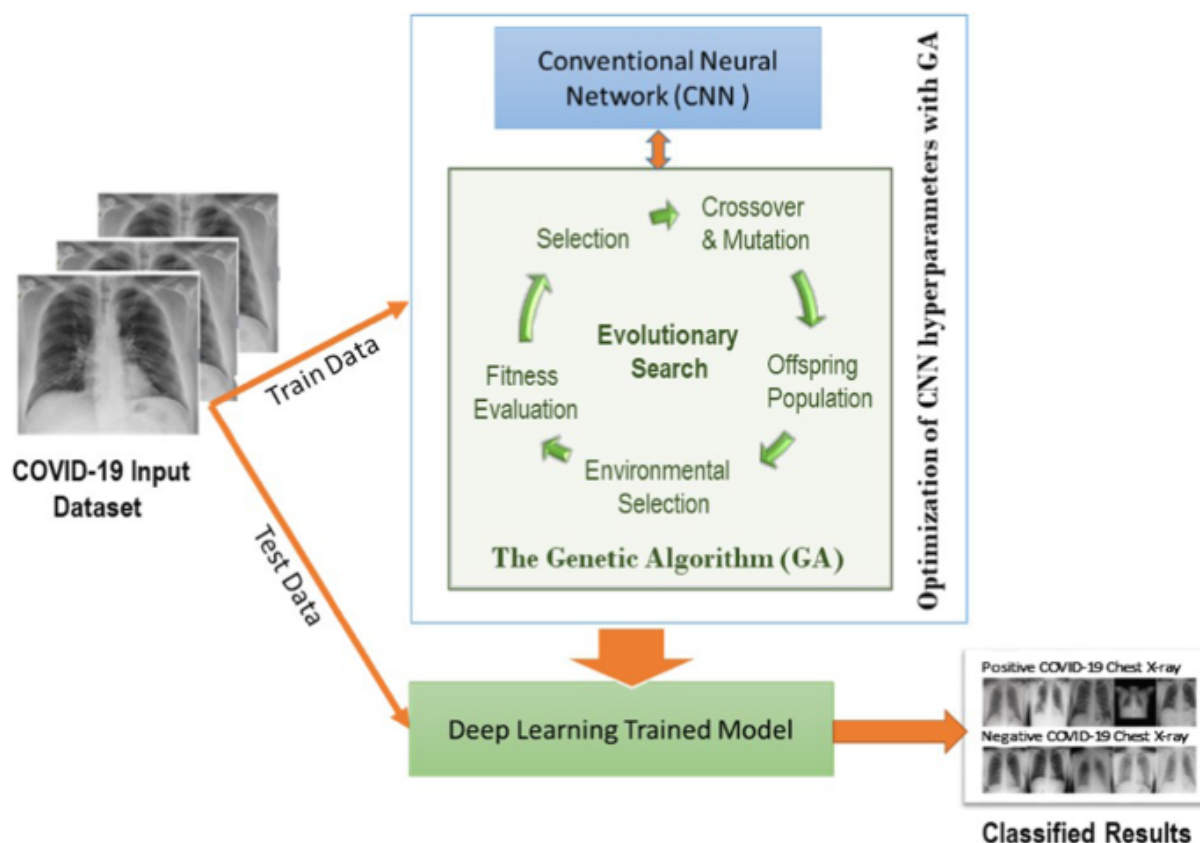 Conventional Neural
Network (CNN )
Selection
Crossover
& Mutation
Evolutionary
Search
Fitness
Evaluation
Offspring
Population
Environmental
Selection
The Genetic Algorithm (GA)
Optimization of CNN hyperparameters with GA
Train Data
COVID-19 Input
Dataset
Test Data
Deep Learning Trained Model
Positive COVID-19 Chest X-ray
Negative COVID-19 Chest X-ray
Classified Results